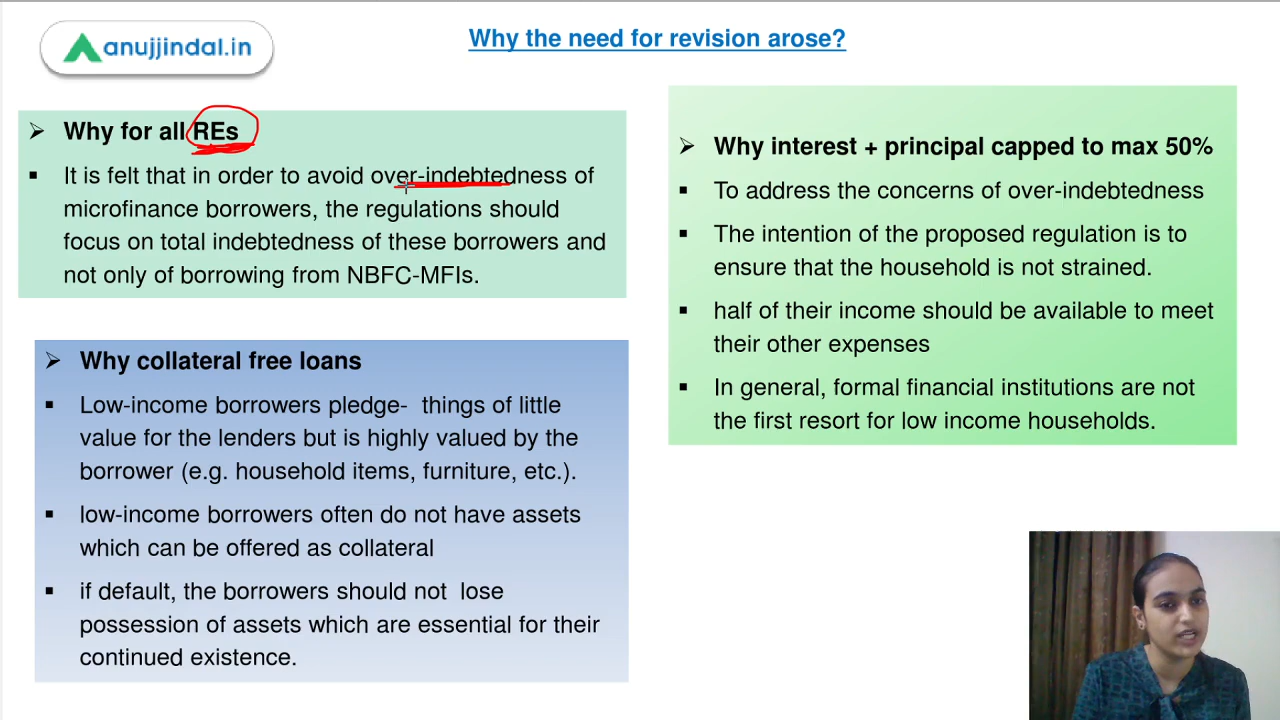 anujjindal.in
Why the need for revision arose?
Why for all REs
It is felt that in order to avoid over-indebtedness of
microfinance borrowers, the regulations should
focus on total indebtedness of these borrowers and
not only of borrowing from NBFC-MFIs.
Why collateral free loans
Low-income borrowers pledge- things of little
value for the lenders but is highly valued by the
borrower (e.g. household items, furniture, etc.).
low-income borrowers often do not have assets
which can be offered as collateral
if default, the borrowers should not lose
possession of assets which are essential for their
continued existence.
Why interest + principal capped to max 50%
To address the concerns of over-indebtedness
The intention of the proposed regulation is to
ensure that the household is not strained.
half of their income should be available to meet
their other expenses
In general, formal financial institutions are not
the first resort for low income households.